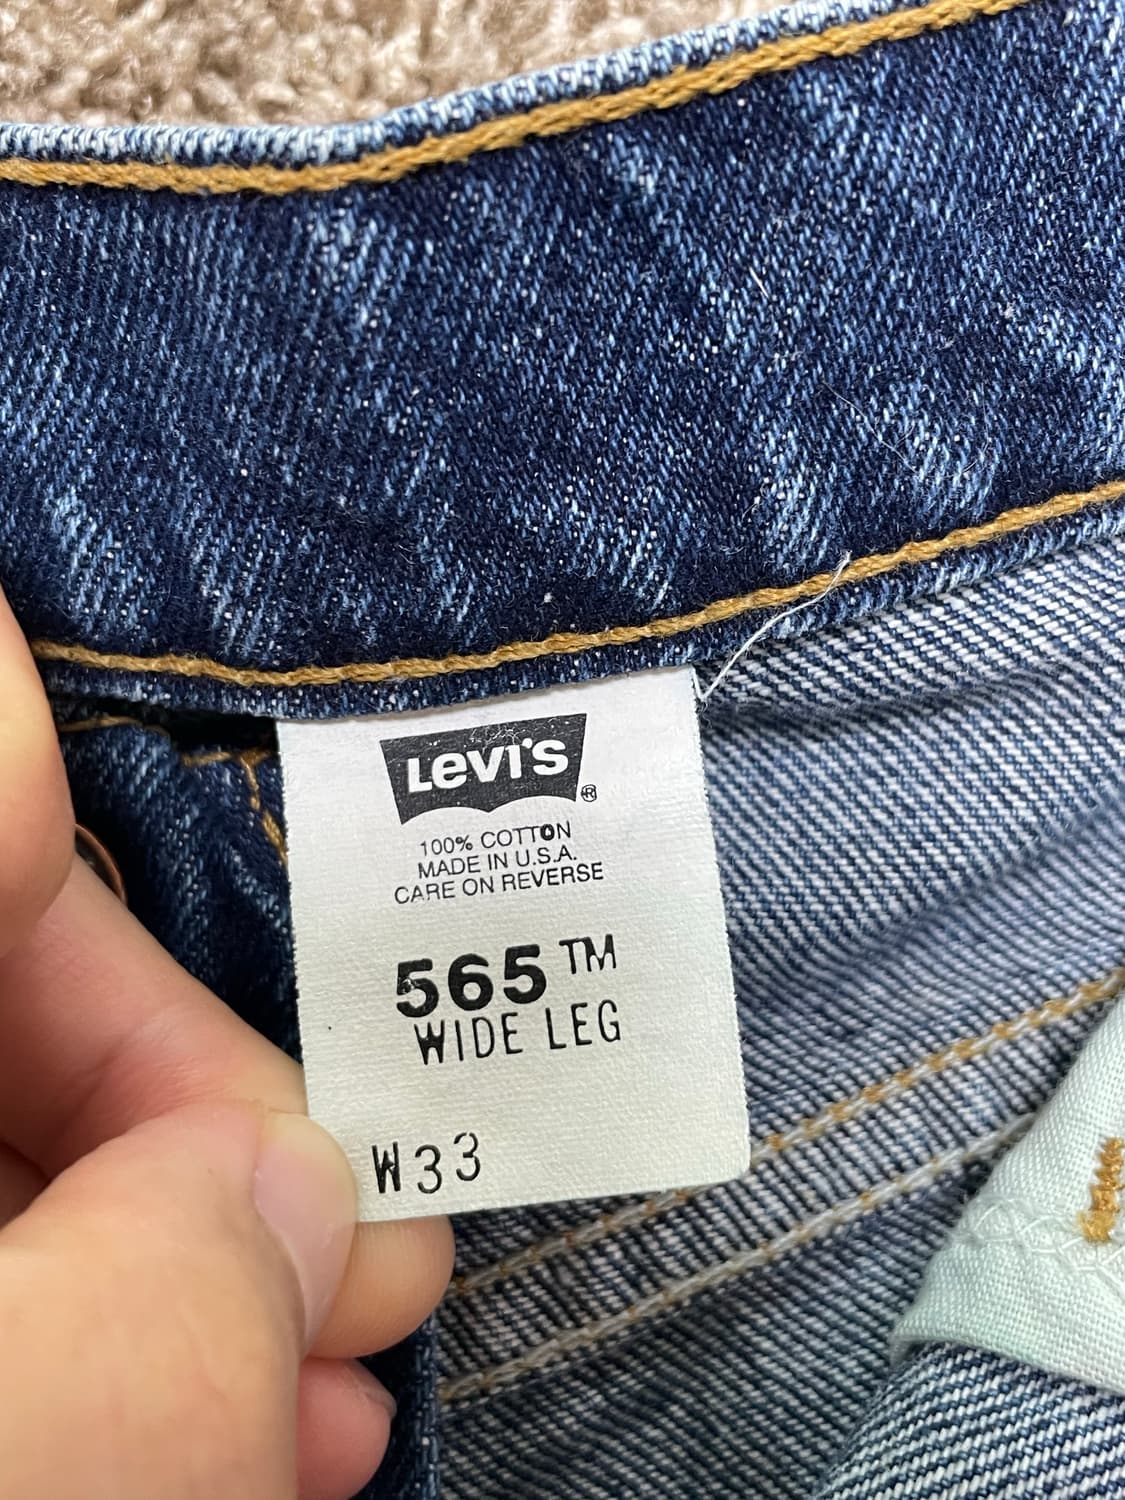 Levi's ®
100% COTTON
MADE IN U.S.A.
CARE ON REVERSE
565 TM
WIDE LEG
W33